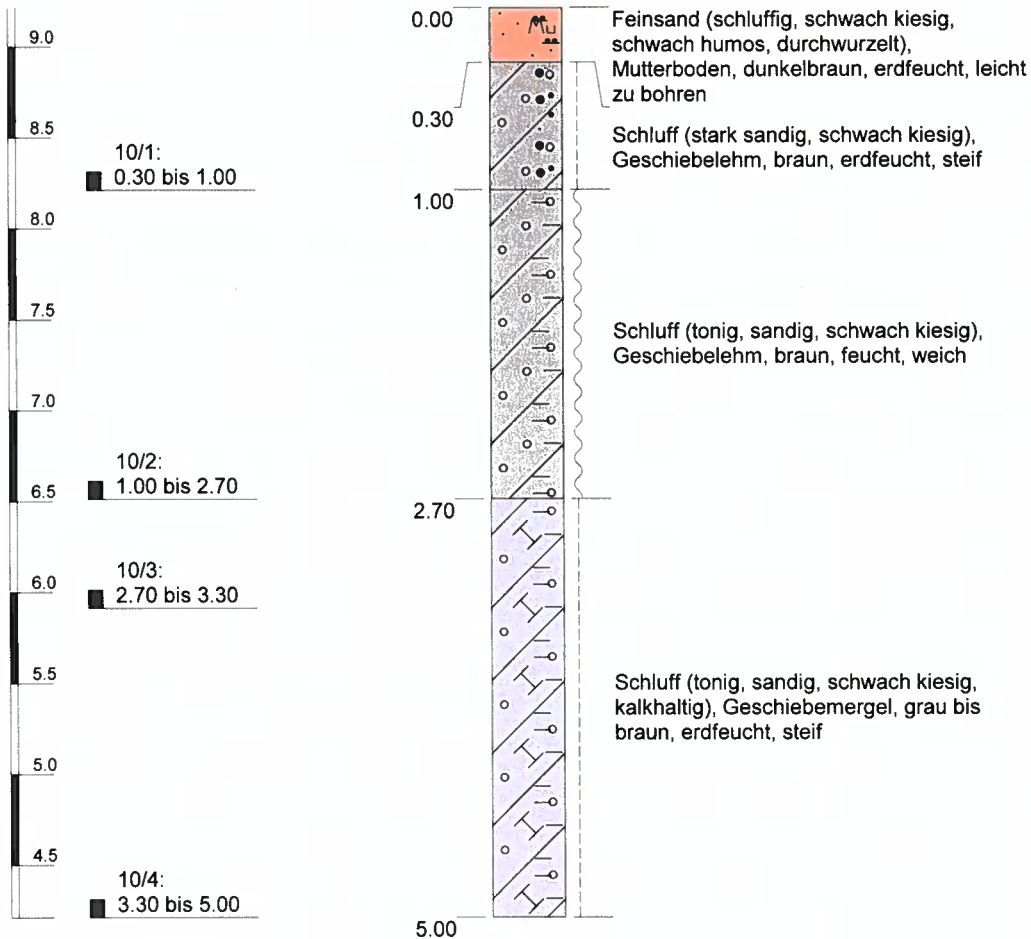 9.0
8.5
8.0
7.5
7.0
6.5
6.0
5.5
5.0
4.5
10/1:
0.30 bis 1.00
10/2:
1.00 bis 2.70
10/3:
2.70 bis 3.30
10/4:
3.30 bis 5.00
0.00
0.30
1.00
2.70
5.00
Mu
Feinsand (schluffig, schwach kiesig,
schwach humos, durchwurzelt),
Mutterboden, dunkelbraun, erdfeucht, leicht
zu bohren
Schluff (stark sandig, schwach kiesig),
Geschiebelehm, braun, erdfeucht, steif
Schluff (tonig, sandig, schwach kiesig),
Geschiebelehm, braun, feucht, weich
Schluff (tonig, sandig, schwach kiesig,
kalkhaltig), Geschiebemergel, grau bis
braun, erdfeucht, steif